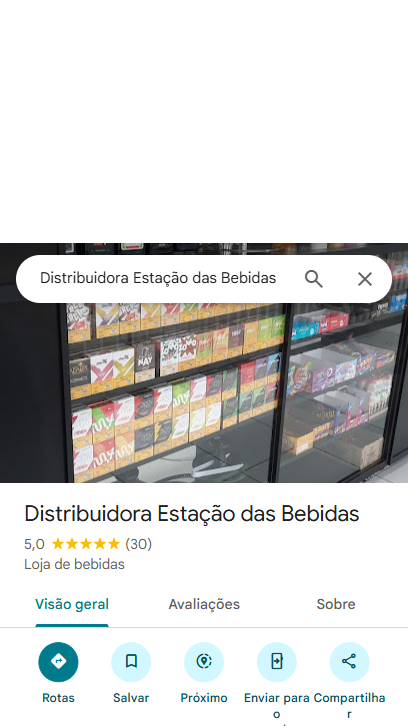 Distribuidora Estação das Bebidas
Distribuidora Estação das Bebidas
5,0 (30)
Loja de bebidas
Visão geral Avaliações Sobre
Rotas Salvar Próximo Enviar para o Compartilhar